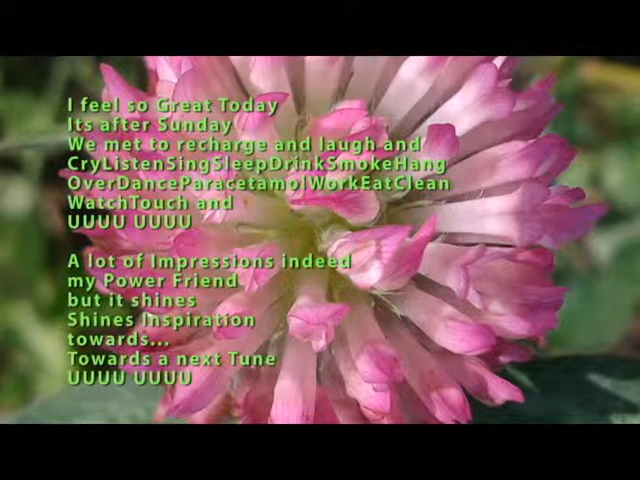 I feel so Great Today
Its after Sunday
We met to recharge and laugh and
CryListenSingSleepDrinkSmokeHang
OverDanceParacetamolWorkEatClean
WatchTouch and
UUUU UUUU
A lot of Impressions indeed
my Power Friend
but it shines
Shines Inspiration
towards...
Towards a next Tune
UUUU UUUU